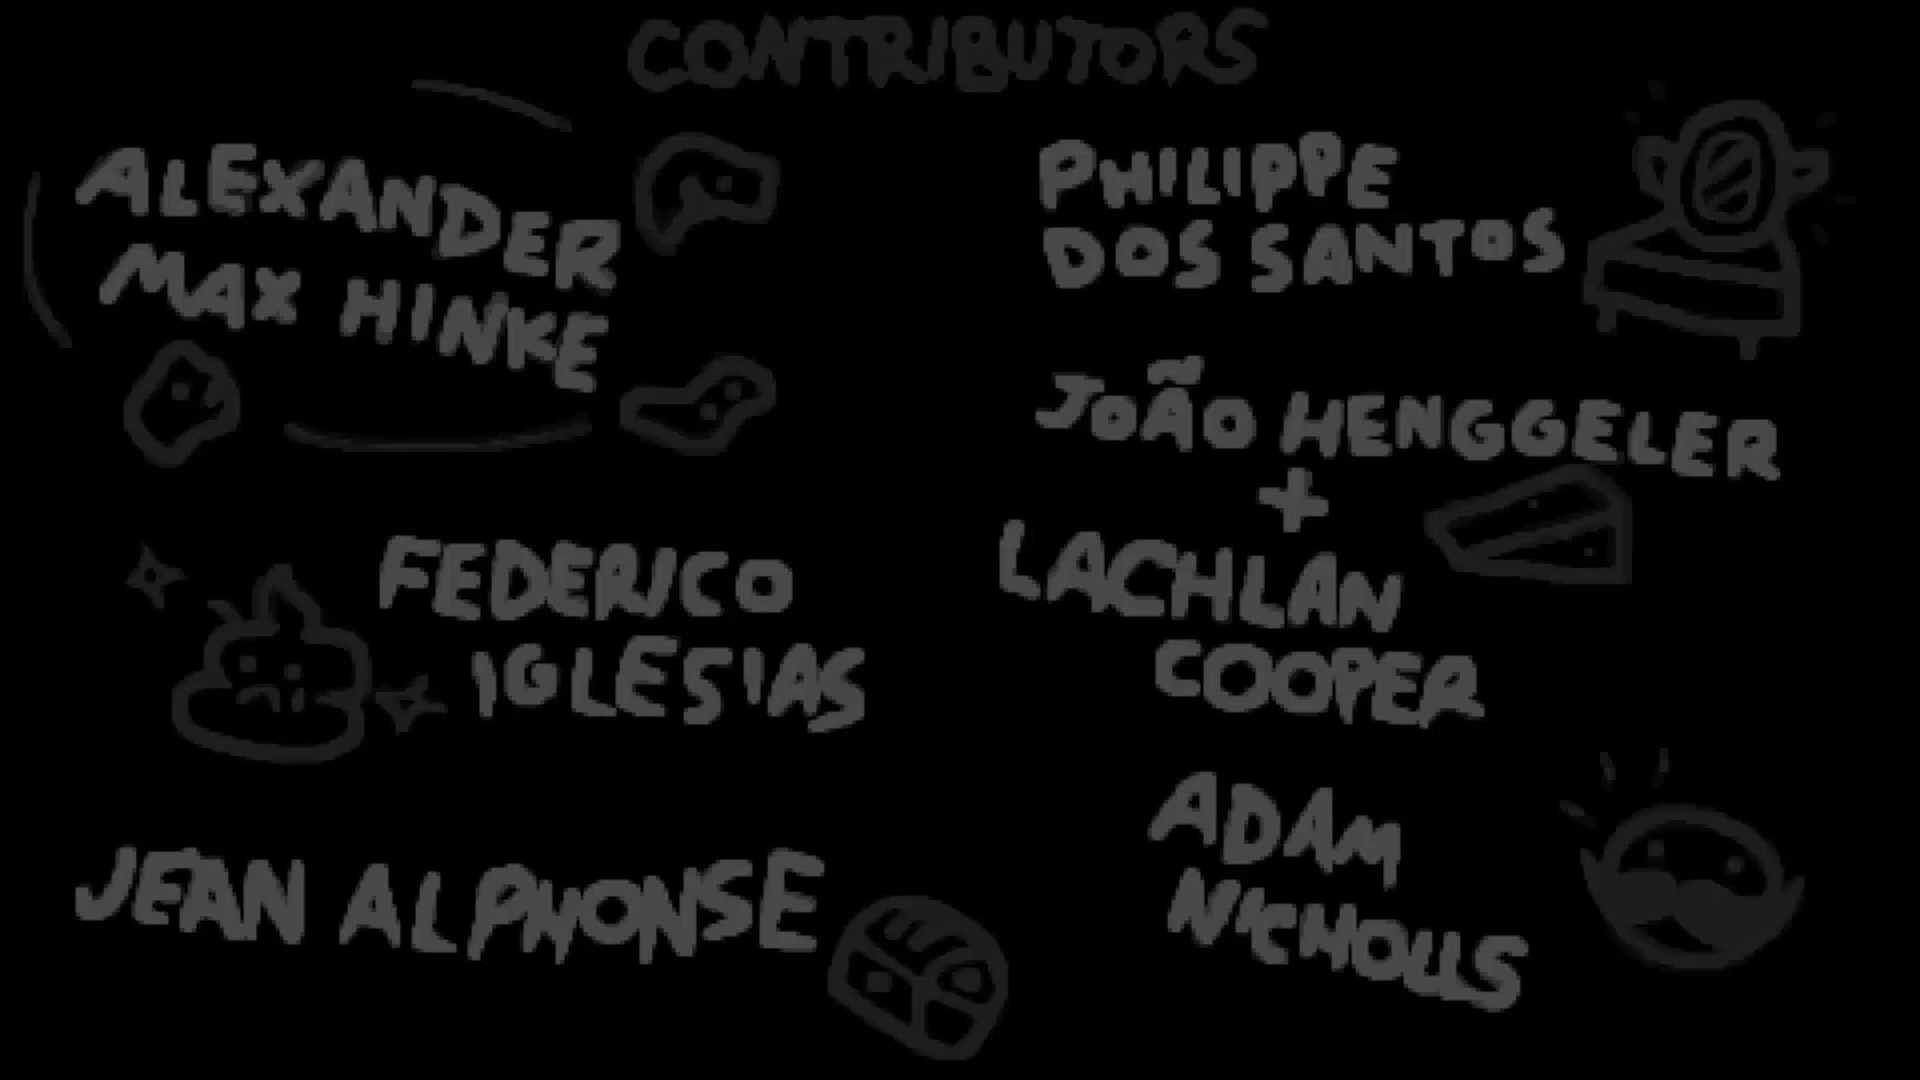 CONTRIBUTORS
ALEXANDER
MAX HINKE
PHILIPPE
DOS SANTOS
JOÃO HENGGELER
+
LACHLAN
COOPER
FEDERICO
IGLESIAS
JEAN ALPHONSE
ADAM
NICHOLLS